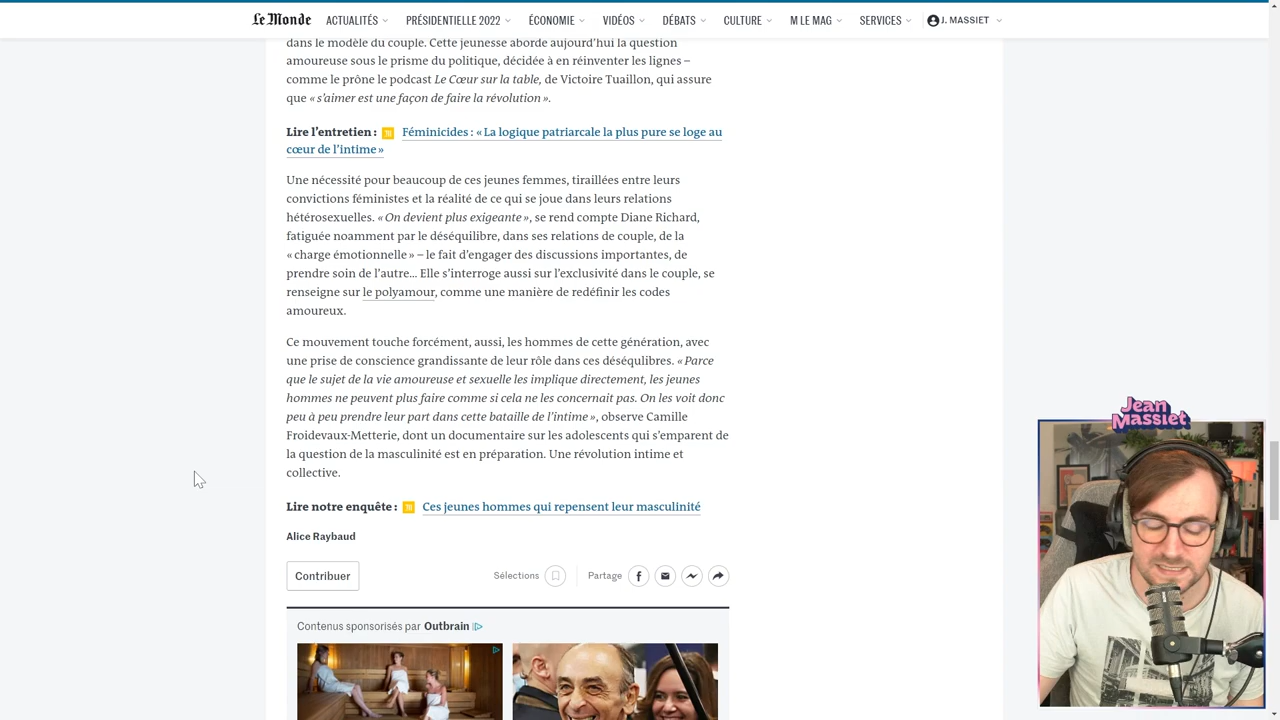 Le Monde
ACTUALITÉS
PRÉSIDENTIELLE 2022
ÉCONOMIE
VIDÉOS
DÉBATS
CULTURE
M LE MAG
SERVICES
J. MASSIET
dans le modèle du couple. Cette jeunesse aborde aujourd’hui la question
amoureuse sous le prisme du politique, décidée à en réinventer les lignes –
comme le prône le podcast Le Cœur sur la table, de Victoire Tuaillon, qui assure
que « s’aimer est une façon de faire la révolution ».
Lire l’entretien : Féminicides : « La logique patriarcale la plus pure se loge au
cœur de l’intime »
Une nécessité pour beaucoup de ces jeunes femmes, tiraillées entre leurs
convictions féministes et la réalité de ce qui se joue dans leurs relations
hétérosexuelles. « On devient plus exigeante », se rend compte Diane Richard,
fatiguée noamment par le déséquilibre, dans ses relations de couple, de la
« charge émotionnelle » – le fait d’engager des discussions importantes, de
prendre soin de l’autre… Elle s’interroge aussi sur l’exclusivité dans le couple, se
renseigne sur le polyamour, comme une manière de redéfinir les codes
amoureux.
Ce mouvement touche forcément, aussi, les hommes de cette génération, avec
une prise de conscience grandissante de leur rôle dans ces déséqulibres. « Parce
que le sujet de la vie amoureuse et sexuelle les implique directement, les jeunes
hommes ne peuvent plus faire comme si cela ne les concernait pas. On les voit donc
peu à peu prendre leur part dans cette bataille de l’intime », observe Camille
Froidevaux-Metterie, dont un documentaire sur les adolescents qui s’emparent de
la question de la masculinité est en préparation. Une révolution intime et
collective.
Lire notre enquête : Ces jeunes hommes qui repensent leur masculinité
Alice Raybaud
Contribuer
Sélections
Partage
Contenus sponsorisés par Outbrain
Jean
Massiet